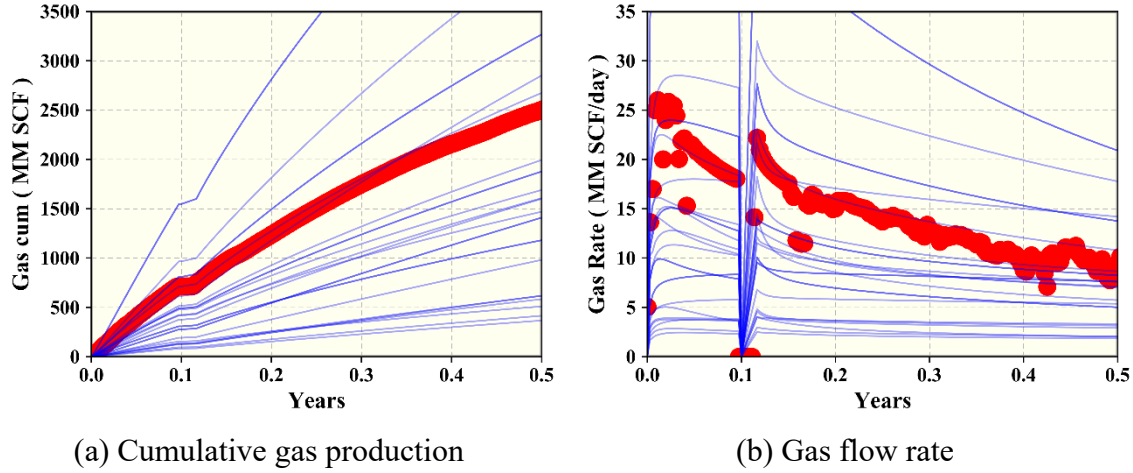 3500
3000
2500
2000
1500
1000
500
0
Gas cum ( MM SCF )
0.0 0.1 0.2 0.3 0.4 0.5
Years
(a) Cumulative gas production
35
30
25
20
15
10
5
0
Gas Rate ( MM SCF/day )
0.0 0.1 0.2 0.3 0.4 0.5
Years
(b) Gas flow rate